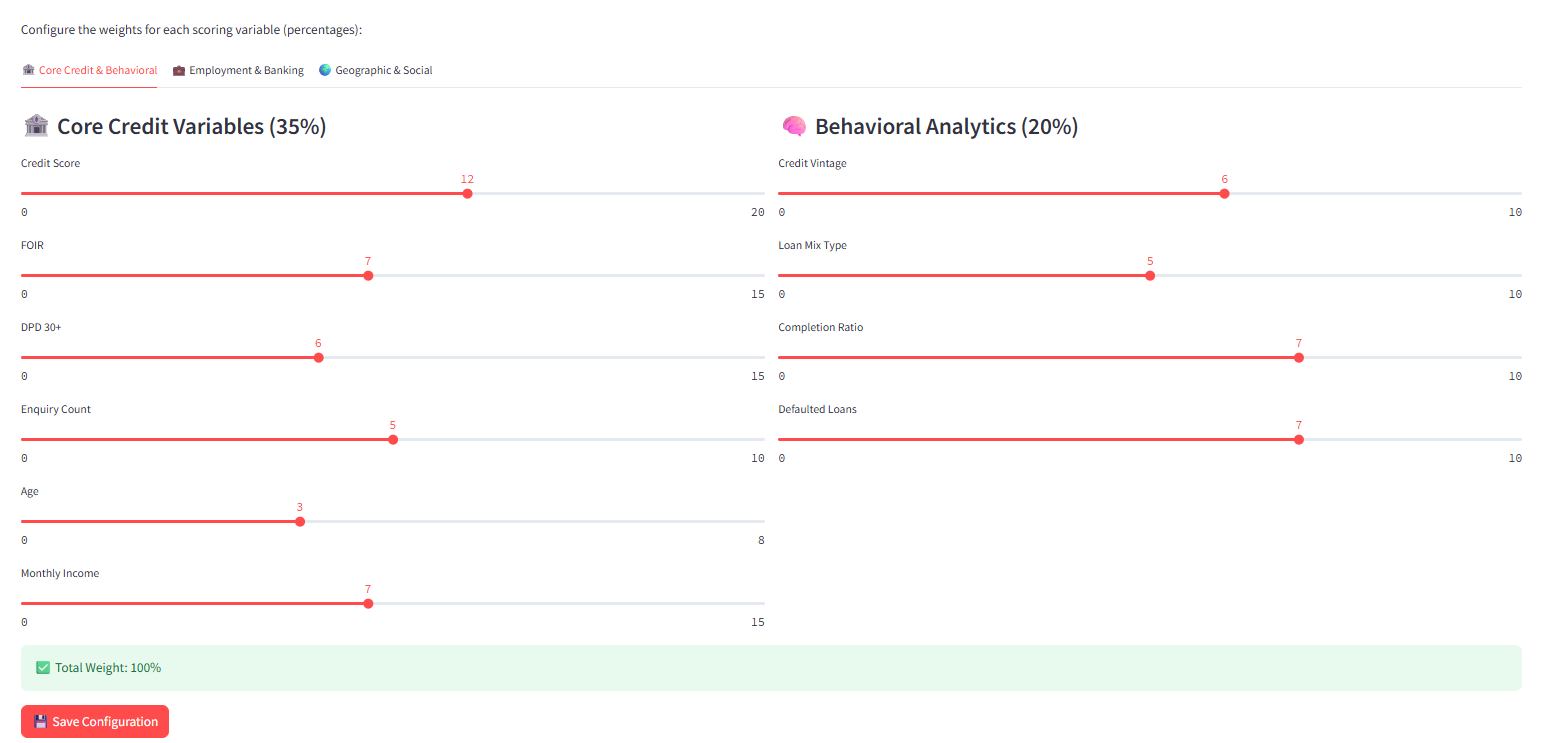 Configure the weights for each scoring variable (percentages):
Core Credit & Behavioral Employment & Banking Geographic & Social
Core Credit Variables (35%)
Credit Score
12
0 20
FOIR
7
0 15
DPD 30+
6
0 15
Enquiry Count
5
0 10
Age
3
0 8
Monthly Income
7
0 15
Behavioral Analytics (20%)
Credit Vintage
6
0 10
Loan Mix Type
5
0 10
Completion Ratio
7
0 10
Defaulted Loans
7
0 10
Total Weight: 100%
Save Configuration